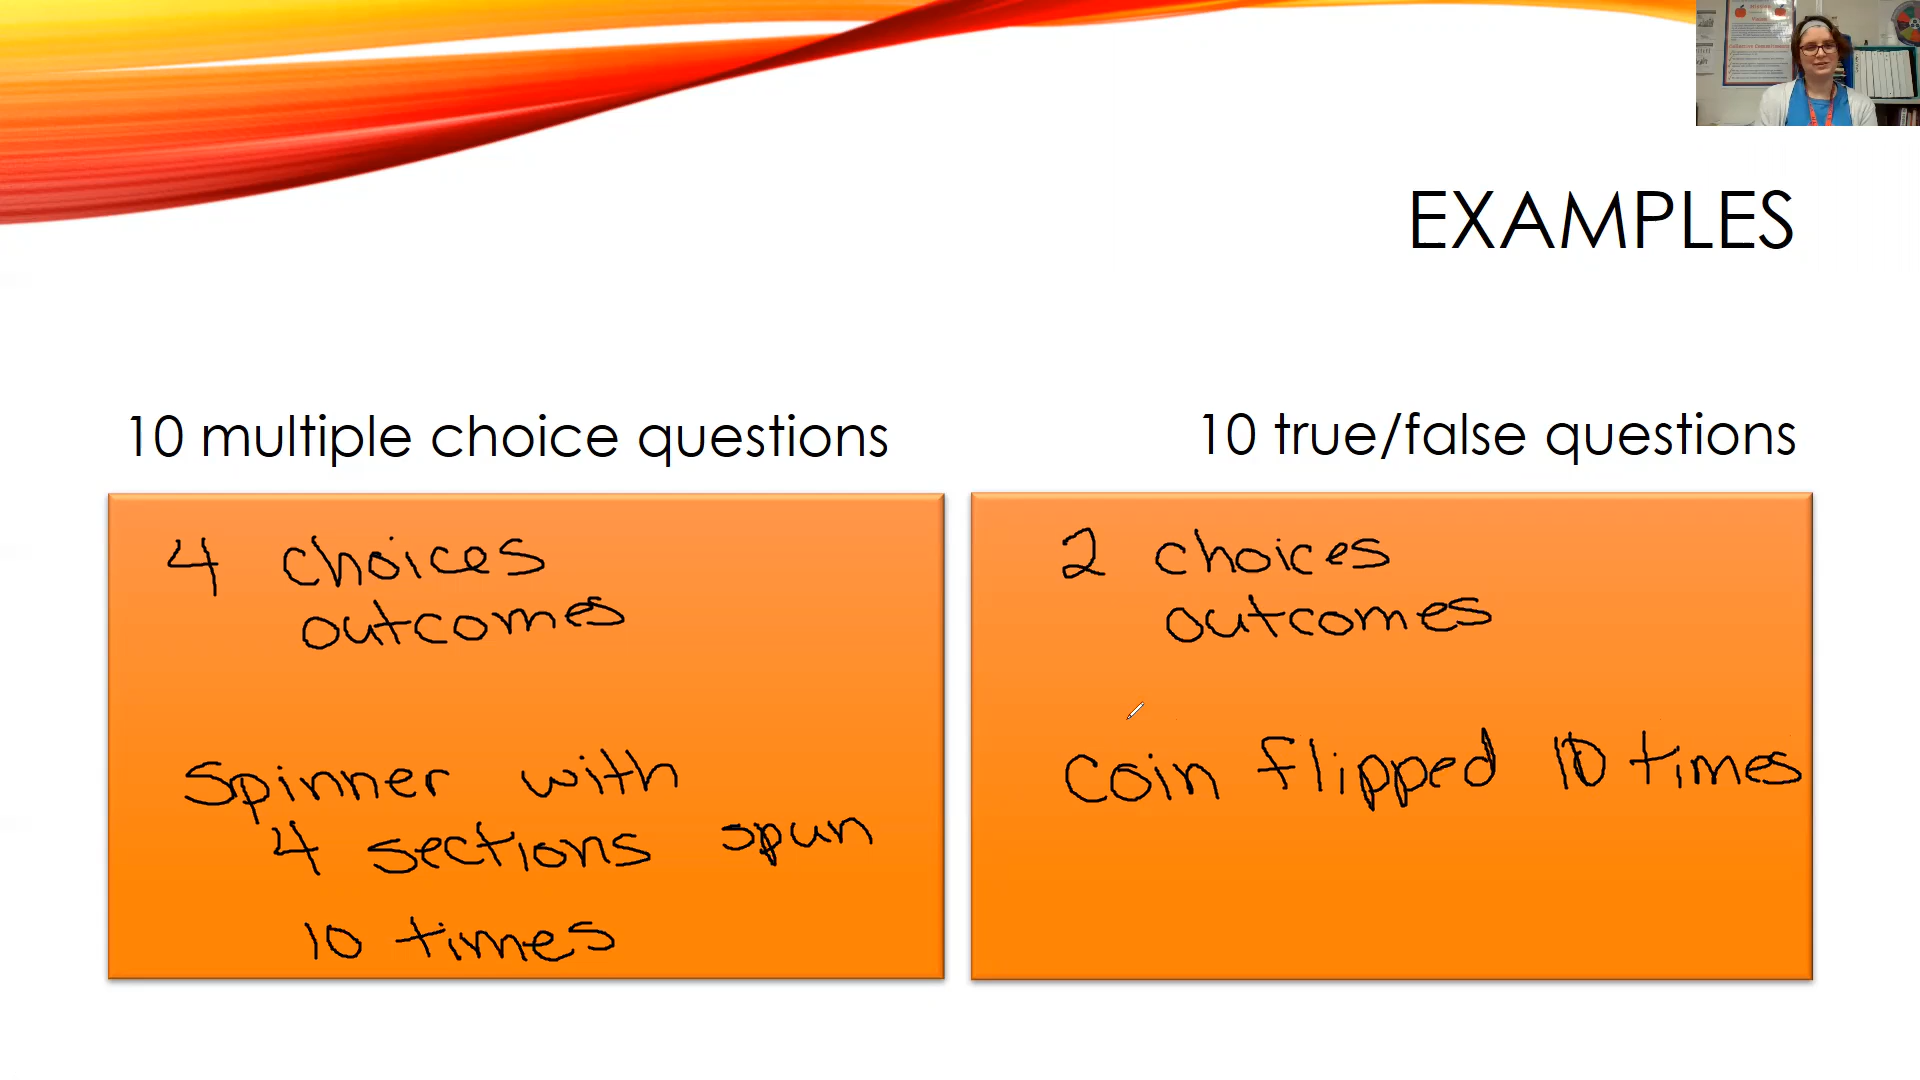 EXAMPLES
10 multiple choice questions
4 choices
outcomes
Spinner with
4 sections spun
10 times
10 true/false questions
2 choices
outcomes
coin flipped 10 times